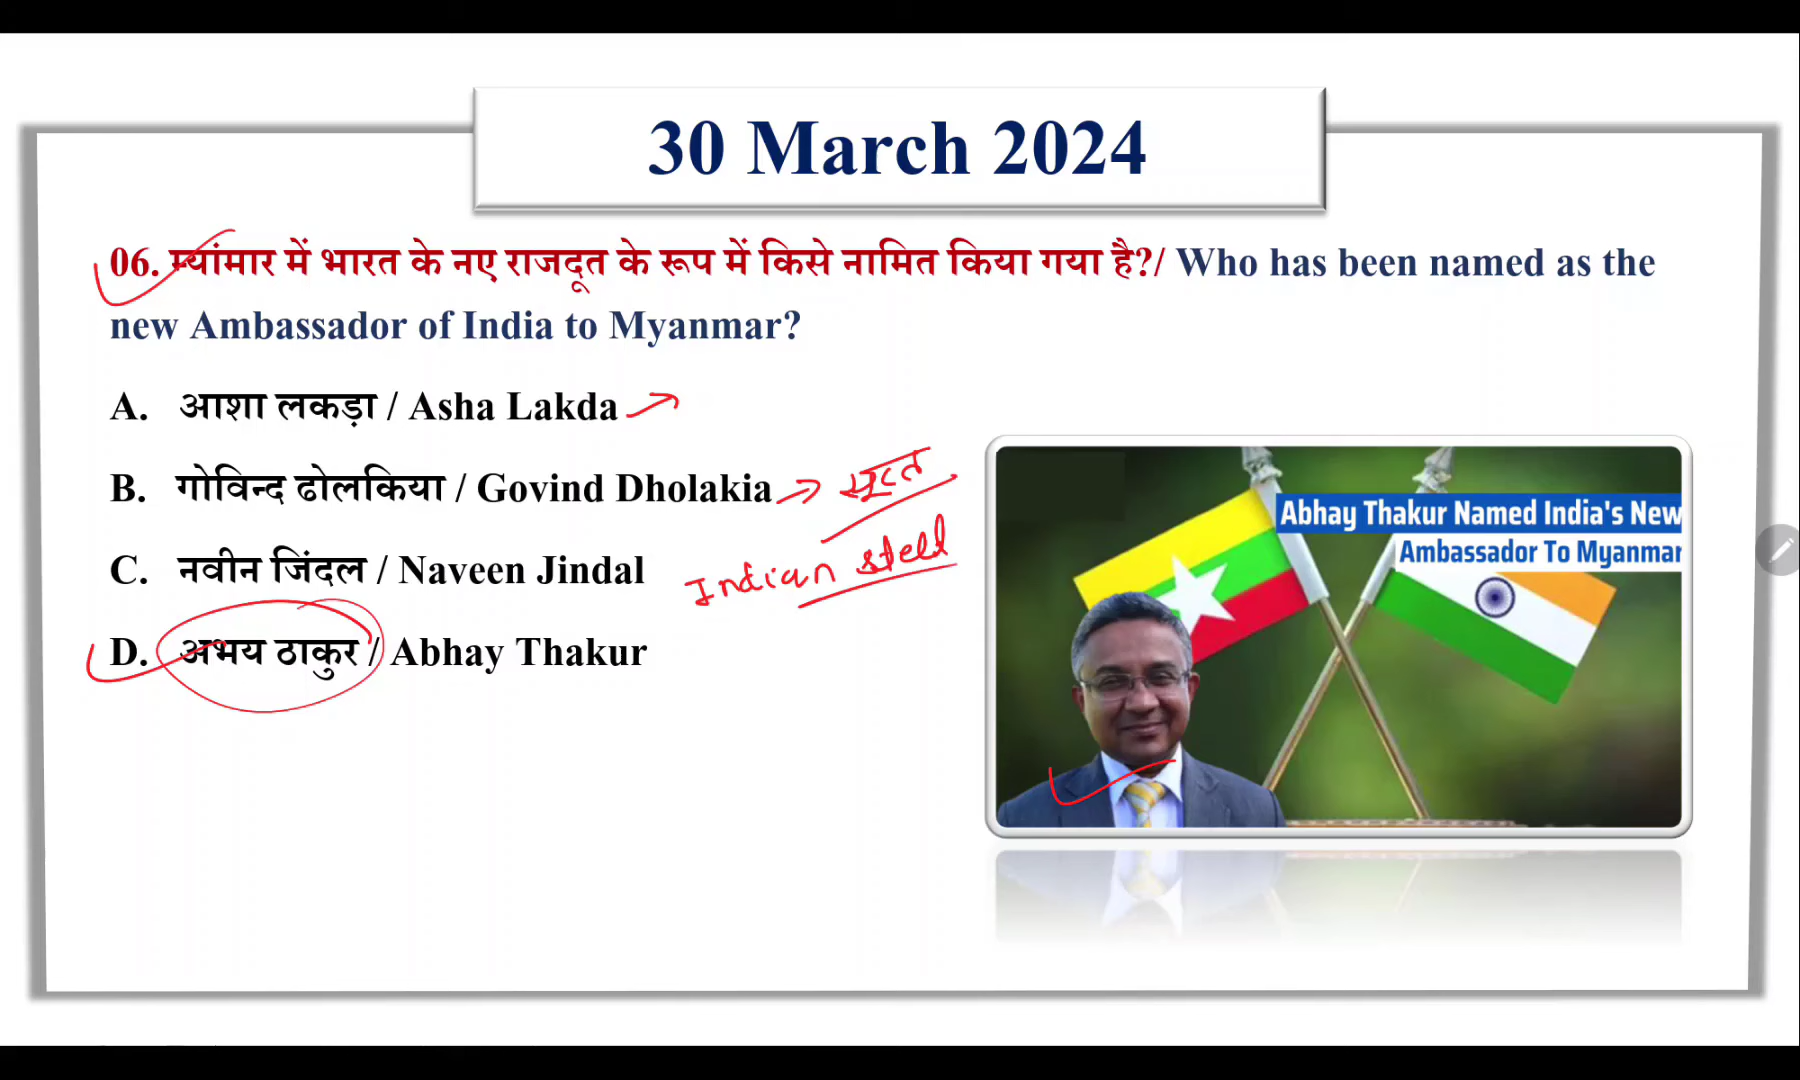 30 March 2024
06. म्यांमार में भारत के नए राजदूत के रूप में किसे नामित किया गया है?/ Who has been named as the
new Ambassador of India to Myanmar?
A. आशा लकड़ा / Asha Lakda
B. गोविन्द ढोलकिया / Govind Dholakia → सूरत
C. नवीन जिंदल / Naveen Jindal Indian steel
D. अभय ठाकुर / Abhay Thakur
Abhay Thakur Named India's New
Ambassador To Myanmar